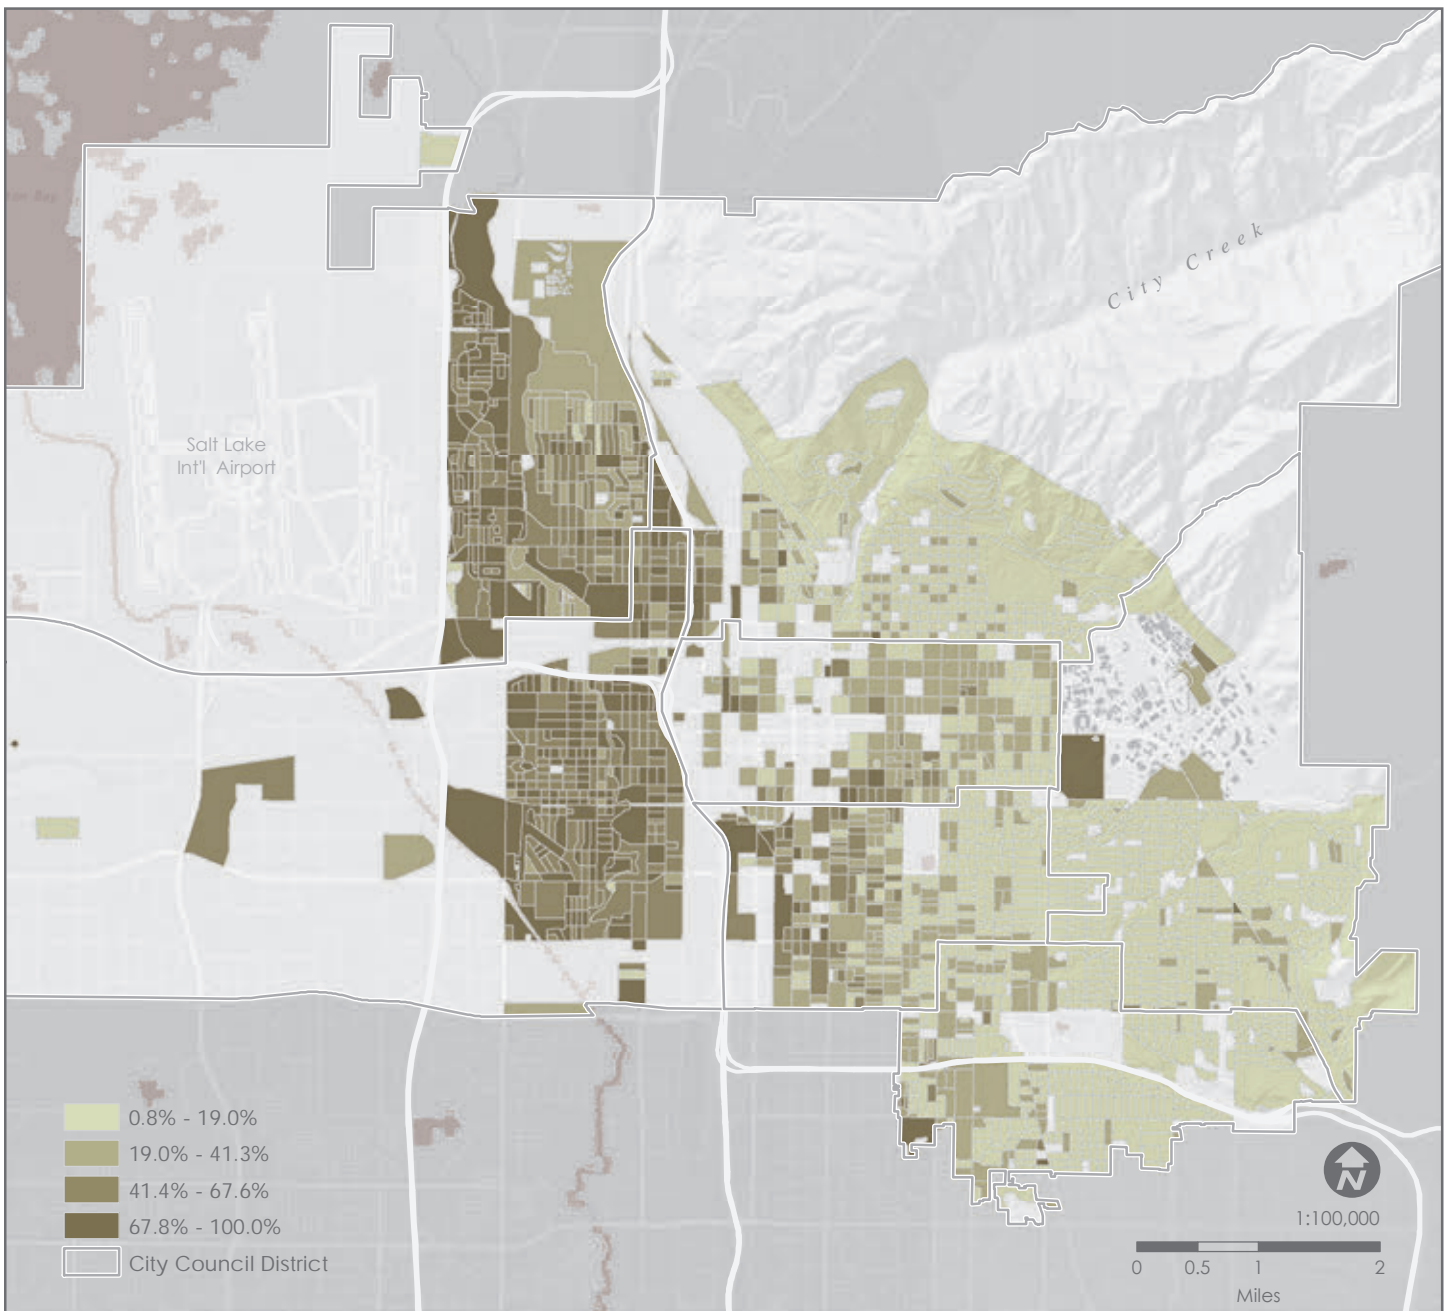 City Creek
Salt Lake
Int'l Airport
0.8% - 19.0%
19.0% - 41.3%
41.4% - 67.6%
67.8% - 100.0%
City Council District
N
1:100,000
0 0.5 1 2
Miles